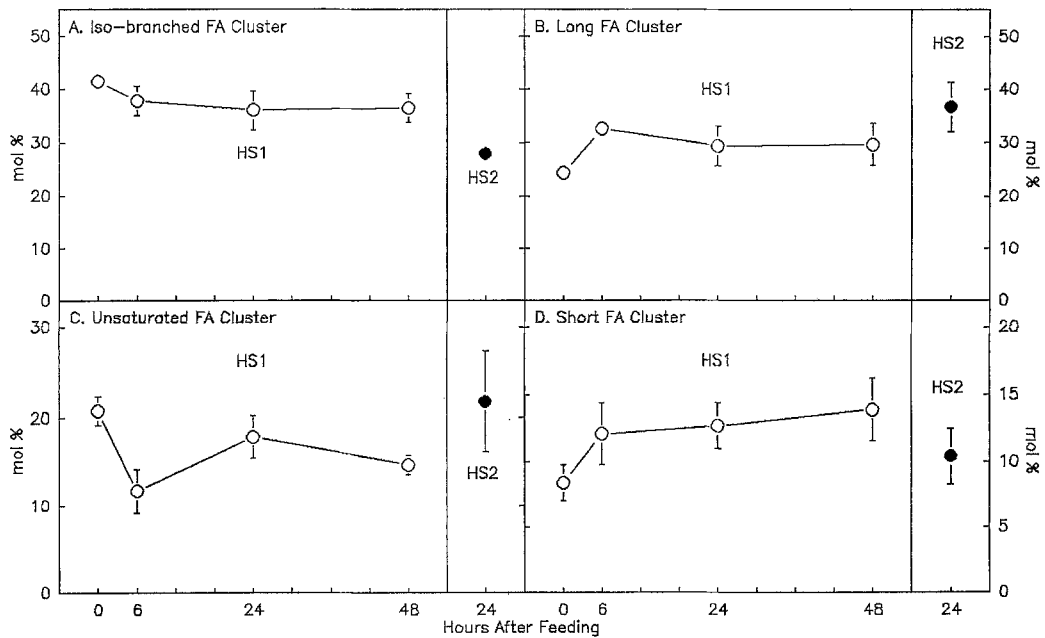 A. Iso-branched FA Cluster
B. Long FA Cluster
50
40
30
20
10
0
mol %
HS1
HS2
HS1
HS2
50
40
30
20
10
0
mol %
C. Unsaturated FA Cluster
D. Short FA Cluster
30
20
10
0
mol %
HS1
HS2
HS1
HS2
20
15
10
5
0
mol %
0 6 24 48 24 0 6 24 48 24
Hours After Feeding